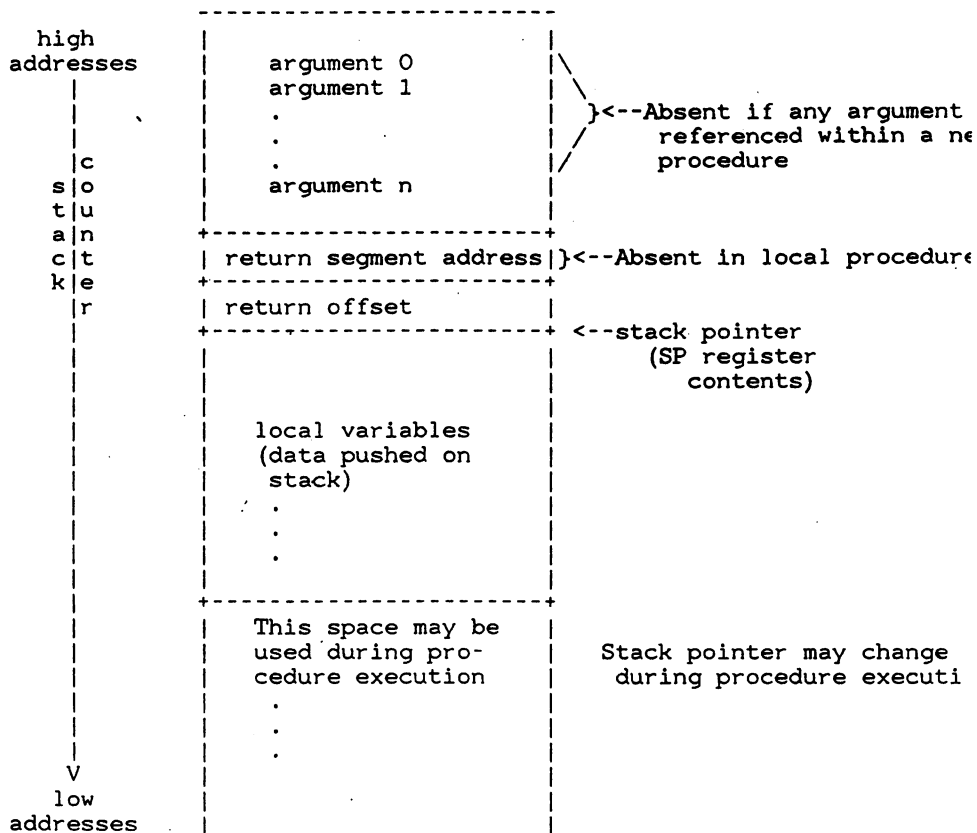 high
addresses
argument 0
argument 1
.
.
.
argument n
}<--Absent if any argument
referenced within a ne
procedure
stack
counter
return segment address
}<--Absent in local procedure
return offset
<--stack pointer
(SP register
contents)
local variables
(data pushed on
stack)
.
.
.
This space may be
used during pro-
cedure execution
.
.
.
Stack pointer may change
during procedure executi
V
low
addresses